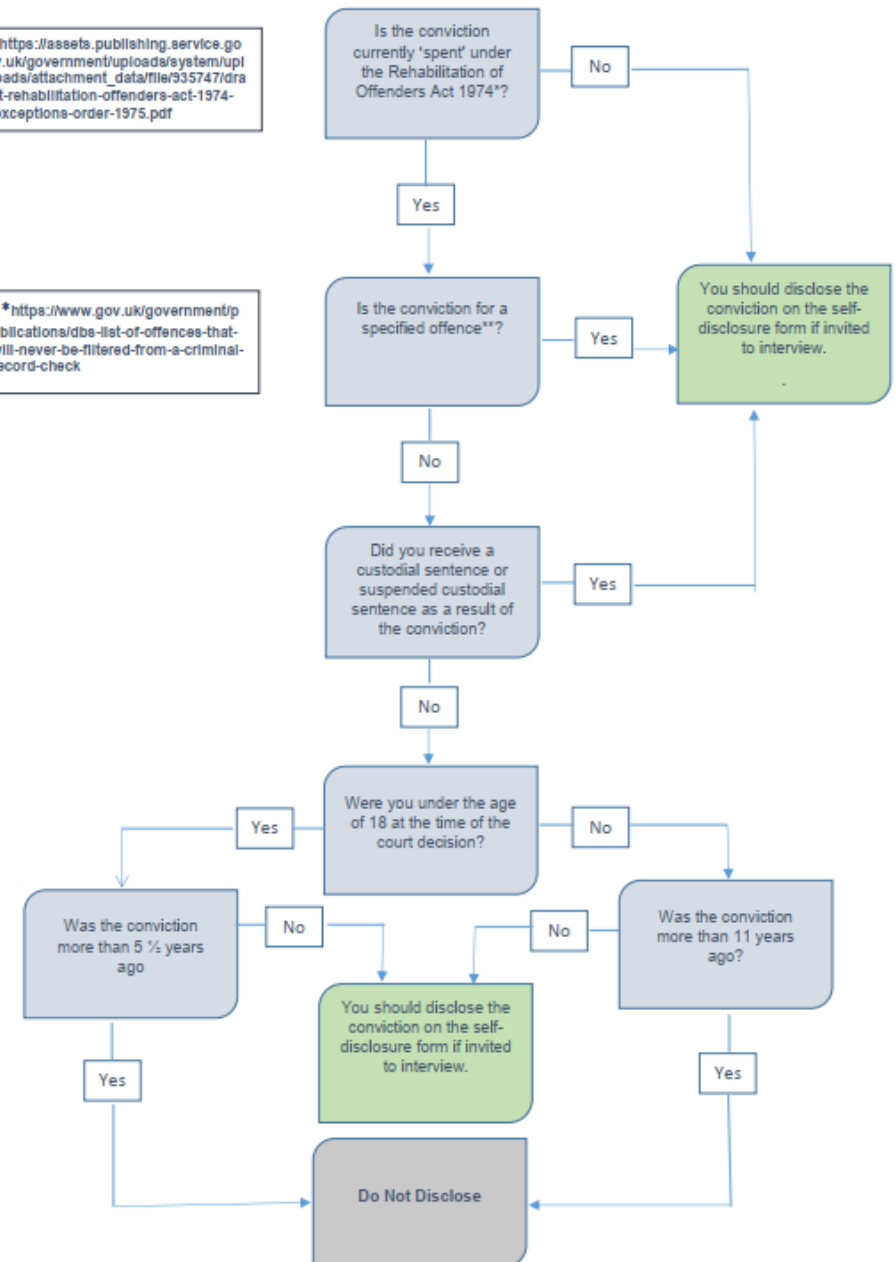 https://assets.publishing.service.go
v.uk/government/uploads/system/upl
oads/attachment_data/file/935747/dra
t-rehabilitation-offenders-act-1974-
exceptions-order-1975.pdf
Is the conviction
currently 'spent' under
the Rehabilitation of
Offenders Act 1974*?
No
Yes
*https://www.gov.uk/government/p
blications/dbs-list-of-offences-that-
will-never-be-filtered-from-a-criminal-
ecord-check
Is the conviction for a
specified offence**?
Yes
You should disclose the
conviction on the self-
disclosure form if invited
to interview.
.
No
Did you receive a
custodial sentence or
suspended custodial
sentence as a result of
the conviction?
Yes
No
Were you under the age
of 18 at the time of the
court decision?
Yes
No
Was the conviction
more than 5 ½ years
ago
No
No
Was the conviction
more than 11 years
ago?
You should disclose the
conviction on the self-
disclosure form if invited
to interview.
Yes
Yes
Do Not Disclose